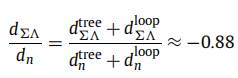 d_{ΣΛ} / d_n = (d_{ΣΛ}^{tree} + d_{ΣΛ}^{loop}) / (d_n^{tree} + d_n^{loop}) ≈ −0.88